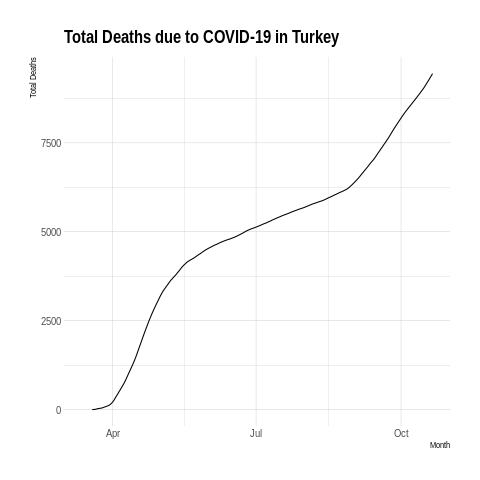 Total Deaths due to COVID-19 in Turkey
Total Deaths
7500
5000
2500
0
Apr Jul Oct
Month